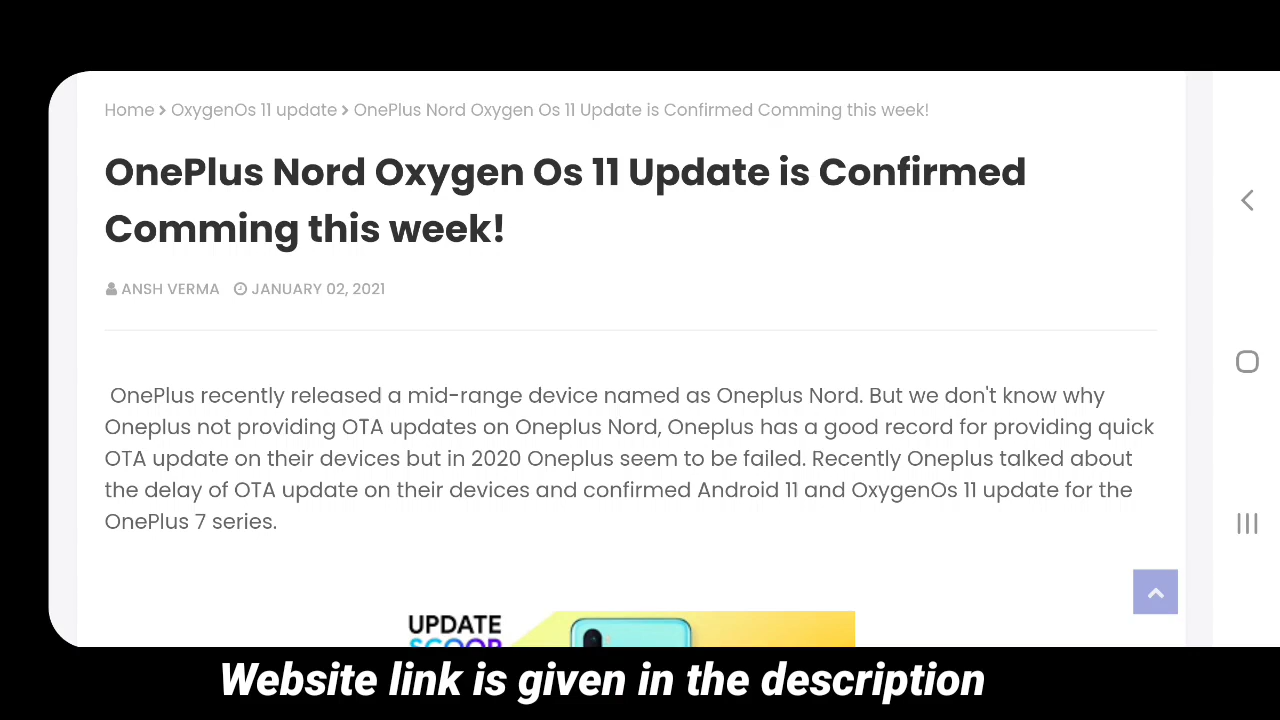 Home > OxygenOs 11 update > OnePlus Nord Oxygen Os 11 Update is Confirmed Comming this week!
OnePlus Nord Oxygen Os 11 Update is Confirmed
Comming this week!
ANSH VERMA JANUARY 02, 2021
OnePlus recently released a mid-range device named as Oneplus Nord. But we don't know why
Oneplus not providing OTA updates on Oneplus Nord, Oneplus has a good record for providing quick
OTA update on their devices but in 2020 Oneplus seem to be failed. Recently Oneplus talked about
the delay of OTA update on their devices and confirmed Android 11 and OxygenOs 11 update for the
OnePlus 7 series.
UPDATE
SCOOP
Website link is given in the description